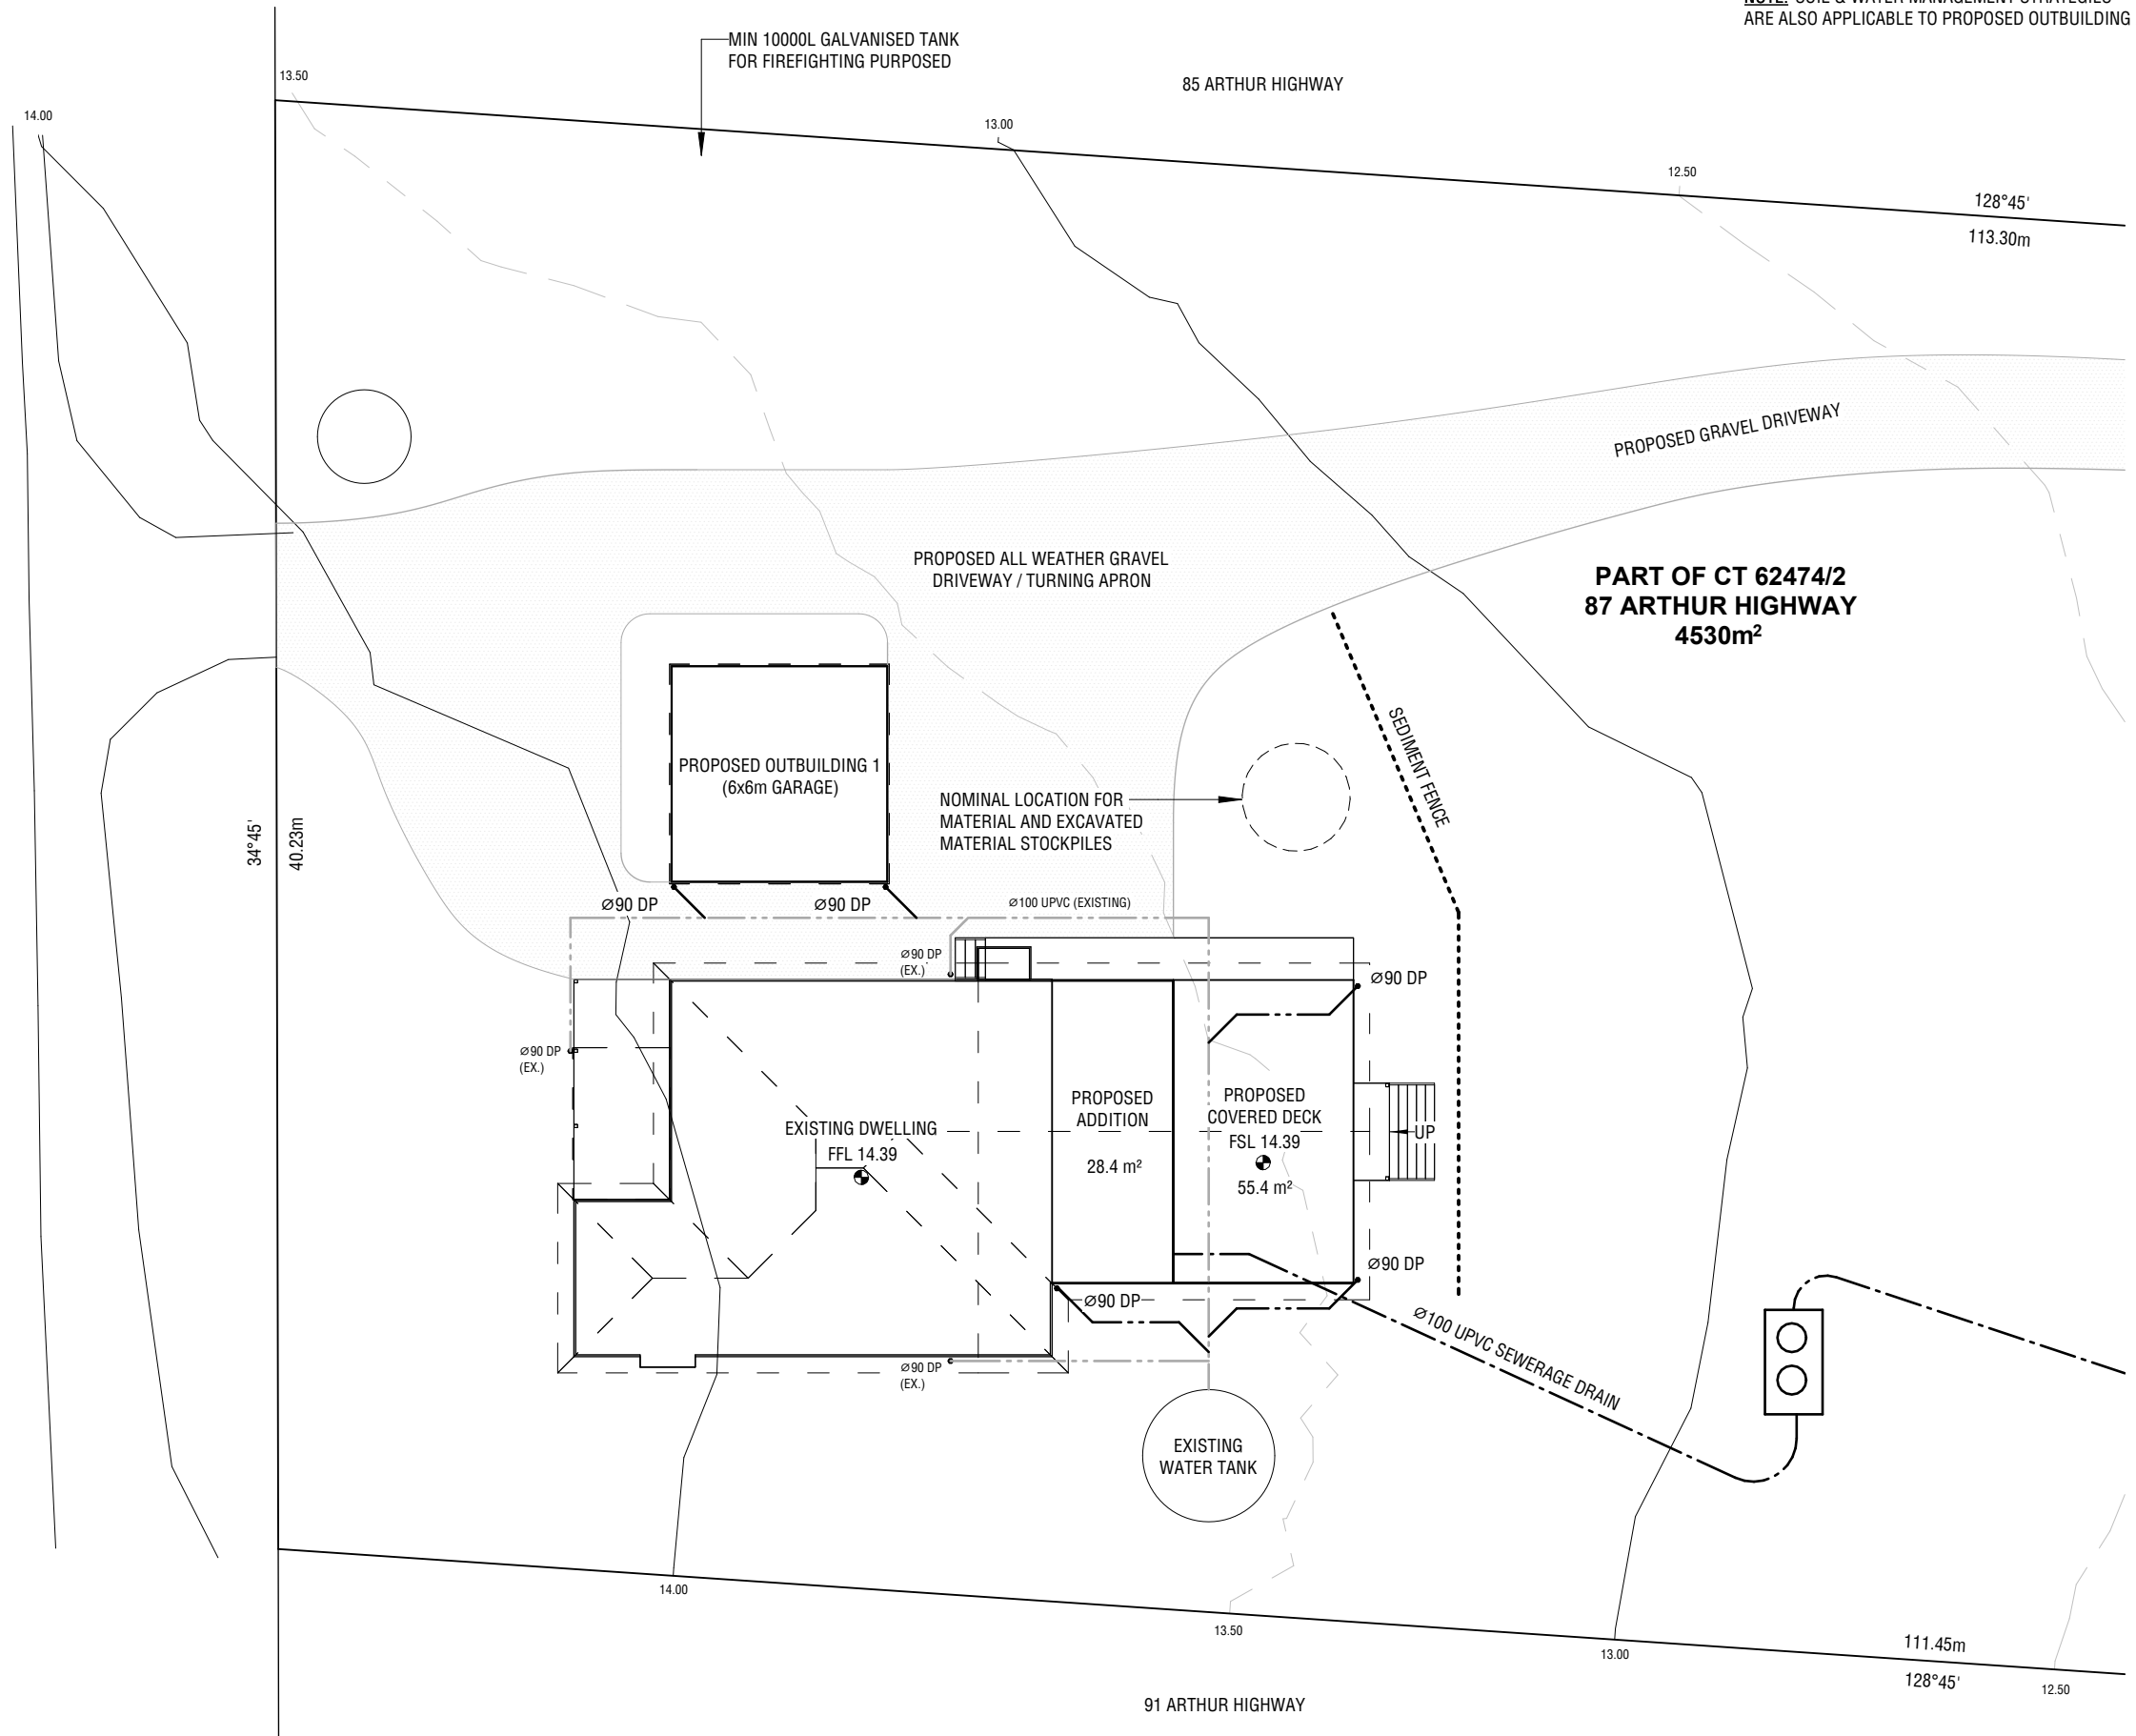 NOTE: SOIL & WATER MANAGEMENT STRATEGIES
ARE ALSO APPLICABLE TO PROPOSED OUTBUILDING
MIN 10000L GALVANISED TANK
FOR FIREFIGHTING PURPOSED
85 ARTHUR HIGHWAY
13.50
14.00
13.00
12.50
128°45'
113.30m
PROPOSED GRAVEL DRIVEWAY
PROPOSED ALL WEATHER GRAVEL
DRIVEWAY / TURNING APRON
PART OF CT 62474/2
87 ARTHUR HIGHWAY
4530m²
PROPOSED OUTBUILDING 1
(6x6m GARAGE)
SEDIMENT FENCE
NOMINAL LOCATION FOR
MATERIAL AND EXCAVATED
MATERIAL STOCKPILES
34°45'
40.23m
Ø90 DP
Ø90 DP
Ø100 UPVC (EXISTING)
Ø90 DP
(EX.)
Ø90 DP
Ø90 DP
(EX.)
EXISTING DWELLING
FFL 14.39
PROPOSED
ADDITION
28.4 m²
PROPOSED
COVERED DECK
FSL 14.39
55.4 m²
UP
Ø90 DP
Ø90 DP
Ø90 DP
(EX.)
Ø100 UPVC SEWERAGE DRAIN
EXISTING
WATER TANK
14.00
13.50
13.00
111.45m
128°45'
12.50
91 ARTHUR HIGHWAY